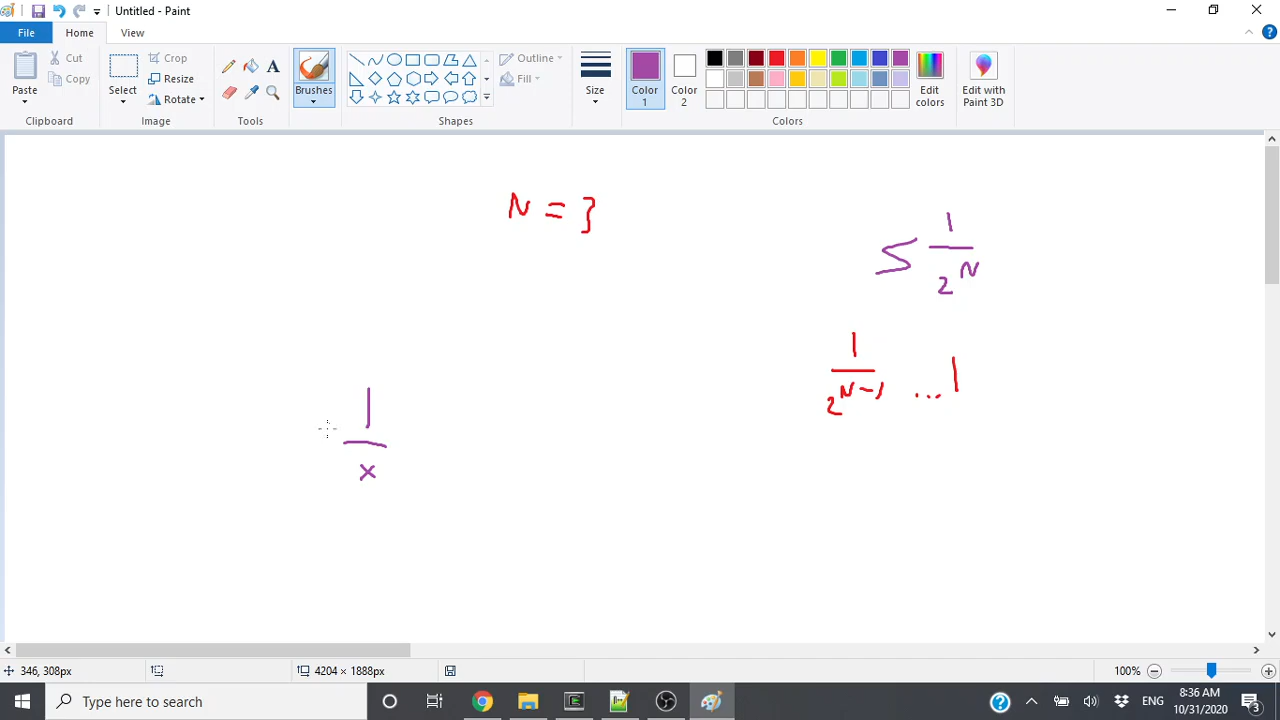 Untitled - Paint
File Home View
Paste Cut Copy Clipboard
Select Crop Resize Rotate Image
A Tools
Brushes
Outline Fill Shapes
Size
Color 1 Color 2 Edit colors Colors
Edit with Paint 3D
N = 3
∑ 1/2^N
1/2^N-1 ... 1
1/x
346, 308px 4204 × 1888px 100%
Type here to search ENG 8:36 AM 10/31/2020 3